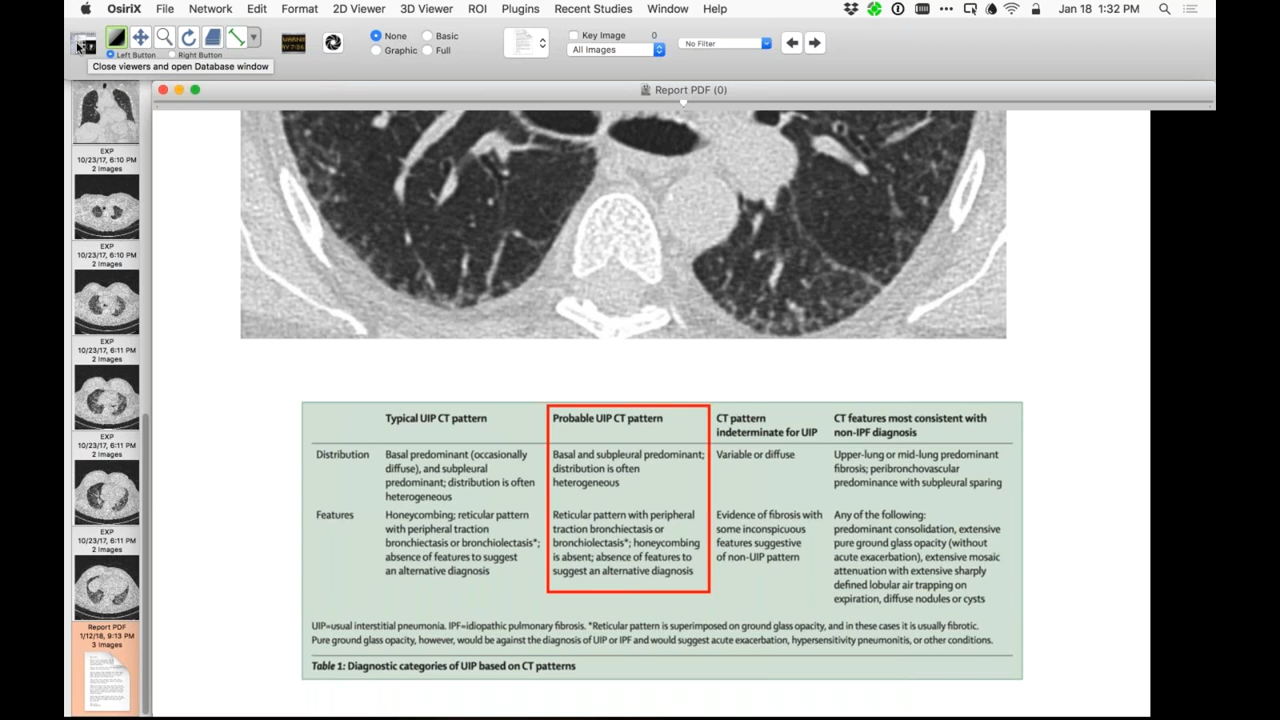 OsiriX File Network Edit Format 2D Viewer 3D Viewer ROI Plugins Recent Studies Window Help Jan 18 1:32 PM
None Basic
Graphic Full
Key Image 0
All Images
No Filter
Left Button Right Button
Close viewers and open Database window
Report PDF (0)
EXP
10/23/17, 6:10 PM
2 Images
EXP
10/23/17, 6:10 PM
2 Images
EXP
10/23/17, 6:11 PM
2 Images
EXP
10/23/17, 6:11 PM
2 Images
EXP
10/23/17, 6:11 PM
2 Images
Report PDF
1/12/18, 9:13 PM
3 Images
Typical UIP CT pattern
Probable UIP CT pattern
CT pattern
indeterminate for UIP
CT features most consistent with
non-IPF diagnosis
Distribution
Basal predominant (occasionally
diffuse), and subpleural
predominant; distribution is often
heterogeneous
Basal and subpleural predominant;
distribution is often
heterogeneous
Variable or diffuse
Upper-lung or mid-lung predominant
fibrosis; peribronchovascular
predominance with subpleural sparing
Features
Honeycombing; reticular pattern
with peripheral traction
bronchiectasis or bronchiolectasis*;
absence of features to suggest
an alternative diagnosis
Reticular pattern with peripheral
traction bronchiectasis or
bronchiolectasis*; honeycombing
is absent; absence of features to
suggest an alternative diagnosis
Evidence of fibrosis with
some inconspicuous
features suggestive
of non-UIP pattern
Any of the following:
predominant consolidation, extensive
pure ground glass opacity (without
acute exacerbation), extensive mosaic
attenuation with extensive sharply
defined lobular air trapping on
expiration, diffuse nodules or cysts
UIP=usual interstitial pneumonia. IPF=idiopathic pulmonary fibrosis. *Reticular pattern is superimposed on ground glass opacity, and in these cases it is usually fibrotic.
Pure ground glass opacity, however, would be against the diagnosis of UIP or IPF and would suggest acute exacerbation, hypersensitivity pneumonitis, or other conditions.
Table 1: Diagnostic categories of UIP based on CT patterns